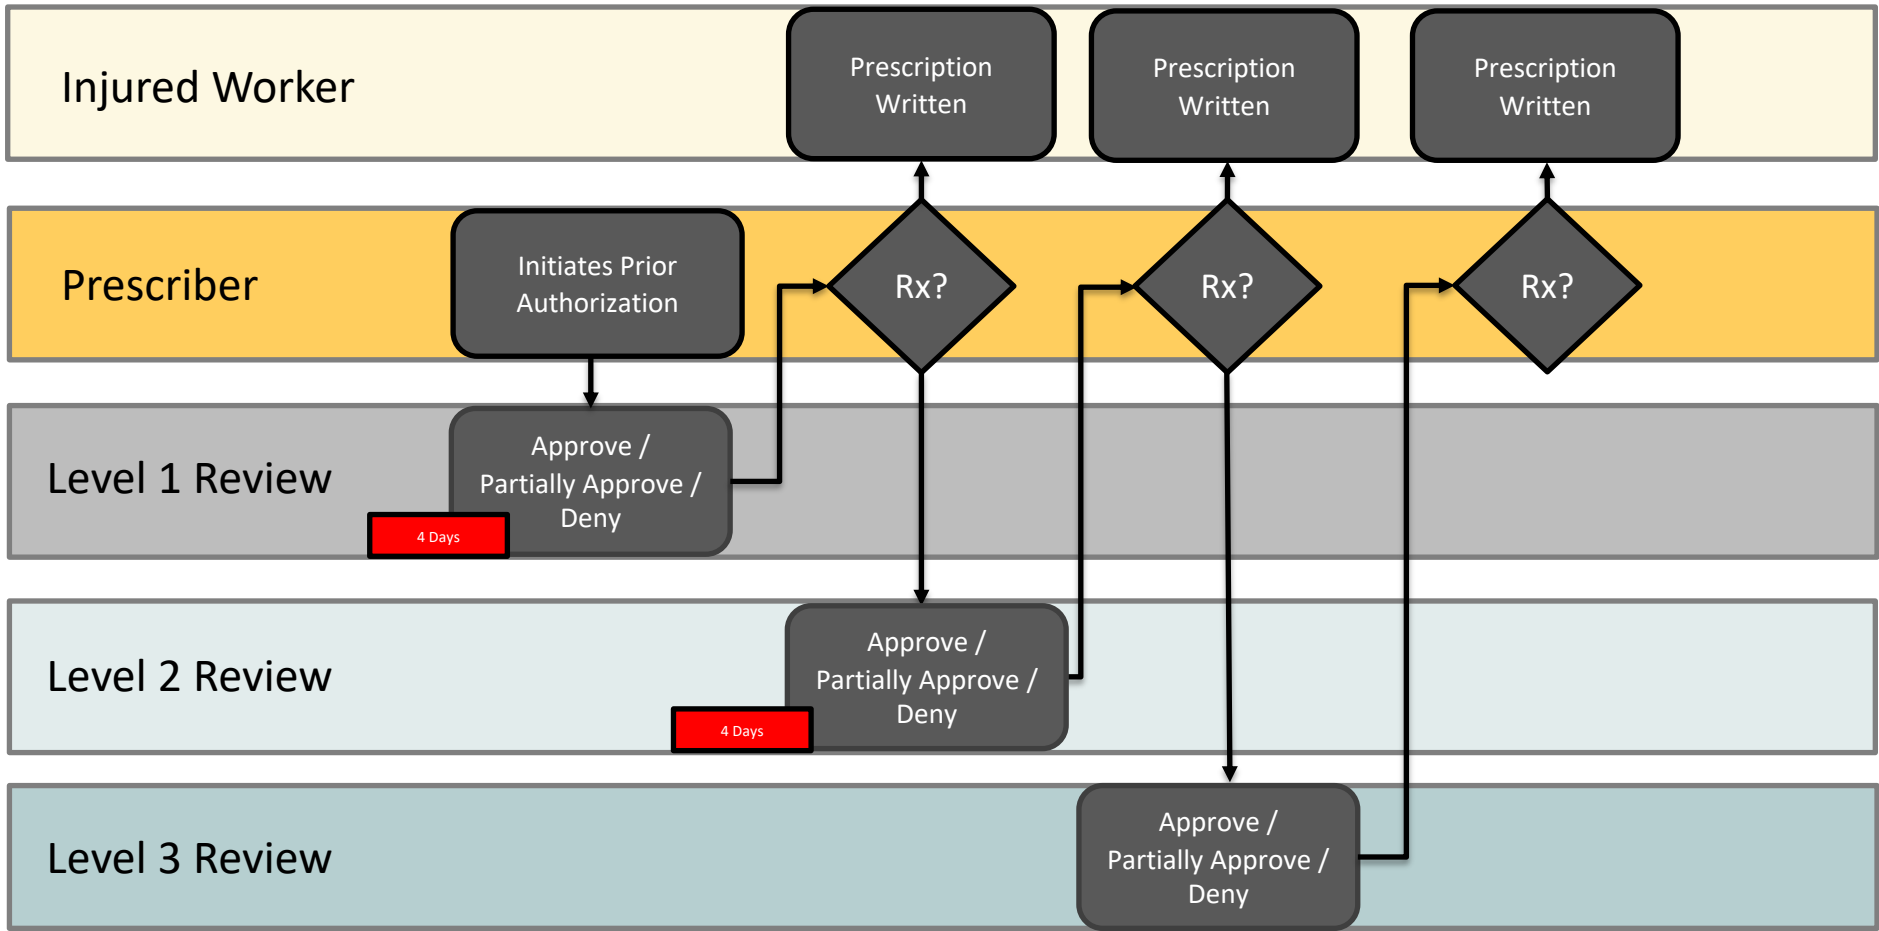 Injured Worker
Prescription
Written
Prescription
Written
Prescription
Written
Prescriber
Initiates Prior
Authorization
Rx?
Rx?
Rx?
Level 1 Review
Approve /
Partially Approve /
Deny
4 Days
Level 2 Review
Approve /
Partially Approve /
Deny
4 Days
Level 3 Review
Approve /
Partially Approve /
Deny